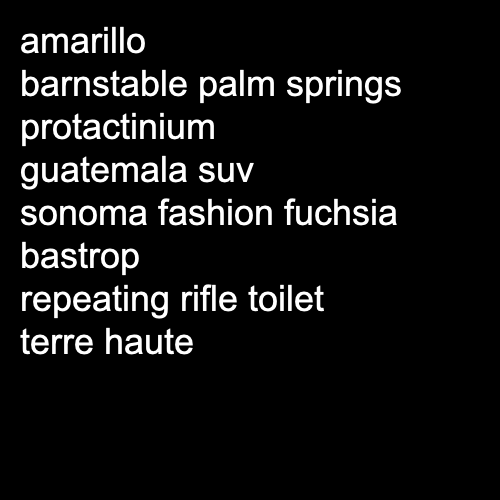 amarillo
barnstable palm springs
protactinium
guatemala suv
sonoma fashion fuchsia
bastrop
repeating rifle toilet
terre haute